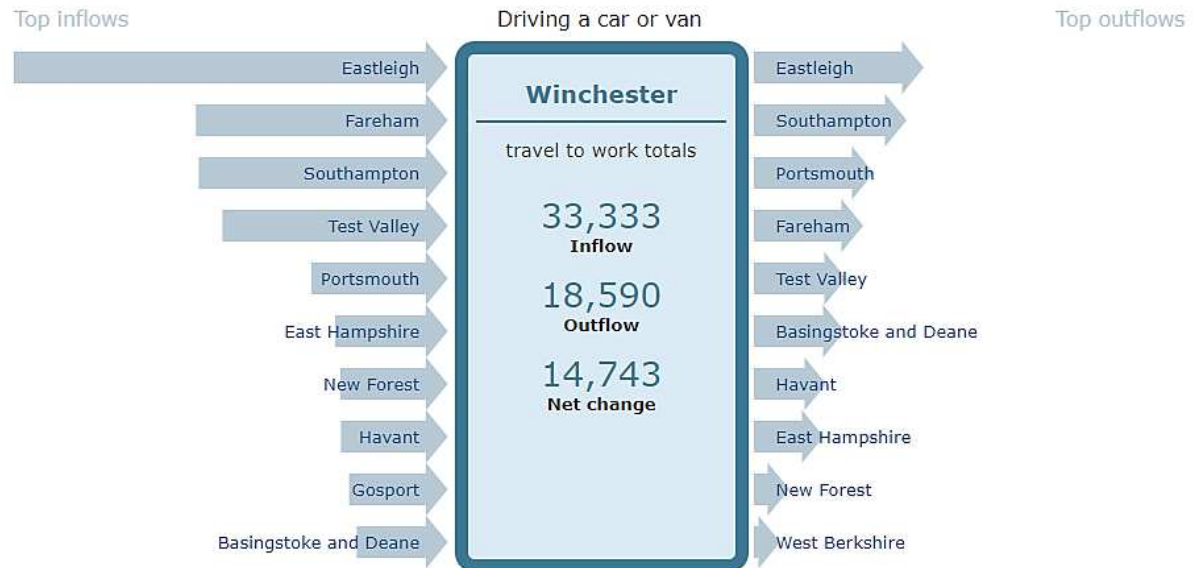 Top inflows
Driving a car or van
Top outflows
Eastleigh
Fareham
Southampton
Test Valley
Portsmouth
East Hampshire
New Forest
Havant
Gosport
Basingstoke and Deane
Winchester
travel to work totals
33,333
Inflow
18,590
Outflow
14,743
Net change
Eastleigh
Southampton
Portsmouth
Fareham
Test Valley
Basingstoke and Deane
Havant
East Hampshire
New Forest
West Berkshire